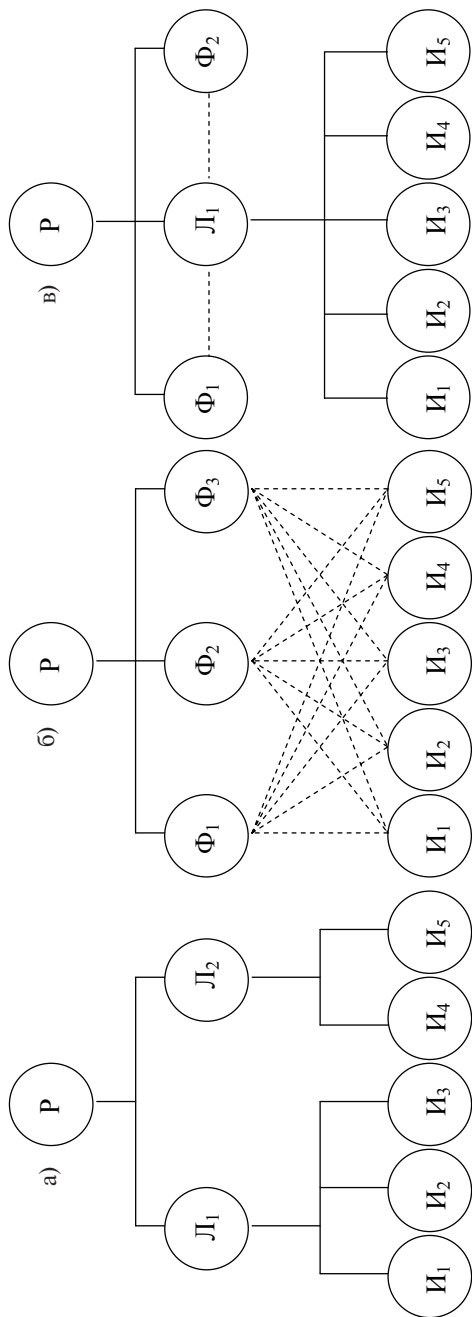 а)
Р
Л₁ Л₂
И₁ И₂ И₃ И₄ И₅
б)
Р
Ф₁ Ф₂ Ф₃
И₁ И₂ И₃ И₄ И₅
в)
Р
Ф₁ Л₁ Ф₂
И₁ И₂ И₃ И₄ И₅